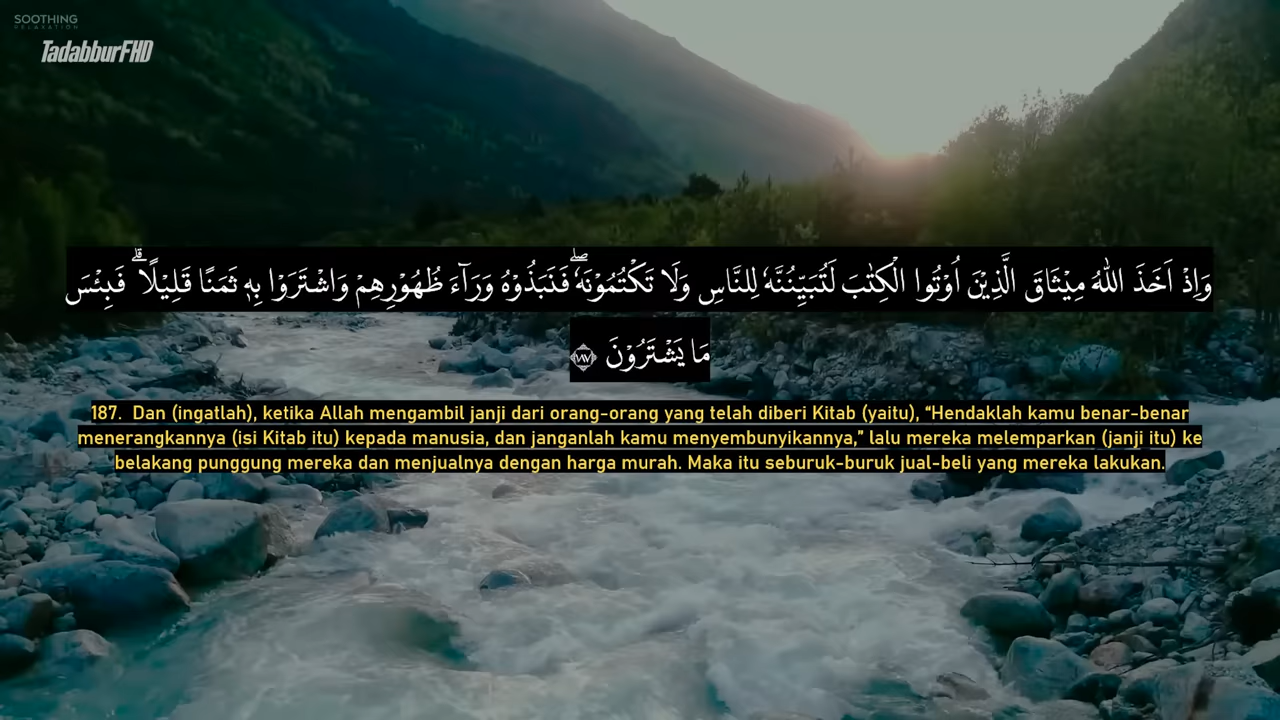 SOOTHING
RELAXATION
TadabburFHD
وَاِذْ اَخَذَ اللّٰهُ مِيْثَاقَ الَّذِيْنَ اُوْتُوا الْكِتٰبَ لَتُبَيِّنُنَّهٗ لِلنَّاسِ وَلَا تَكْتُمُوْنَهٗۖ فَنَبَذُوْهُ وَرَاۤءَ ظُهُوْرِهِمْ وَاشْتَرَوْا بِهٖ ثَمَنًا قَلِيْلًاۗ فَبِئْسَ
مَا يَشْتَرُوْنَ ١٨٧
187. Dan (ingatlah), ketika Allah mengambil janji dari orang-orang yang telah diberi Kitab (yaitu), “Hendaklah kamu benar-benar
menerangkannya (isi Kitab itu) kepada manusia, dan janganlah kamu menyembunyikannya,” lalu mereka melemparkan (janji itu) ke
belakang punggung mereka dan menjualnya dengan harga murah. Maka itu seburuk-buruk jual-beli yang mereka lakukan.